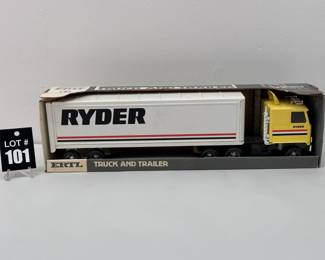 RYDER
RYDER
LOT #
101
ERTL
TRUCK AND TRAILER